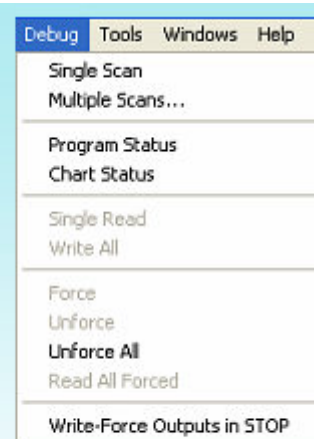 Debug Tools Windows Help
Single Scan
Multiple Scans...
Program Status
Chart Status
Single Read
Write All
Force
Unforce
Unforce All
Read All Forced
Write-Force Outputs in STOP